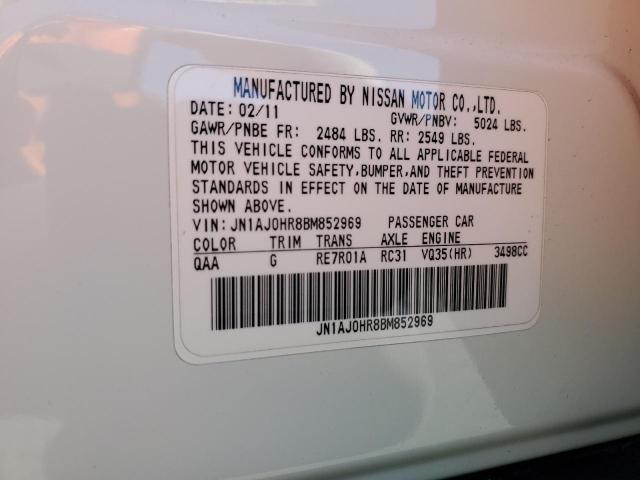 MANUFACTURED BY NISSAN MOTOR CO.,LTD.
DATE: 02/11 GVWR/PNBV: 5024 LBS.
GAWR/PNBE FR: 2484 LBS. RR: 2549 LBS.
THIS VEHICLE CONFORMS TO ALL APPLICABLE FEDERAL
MOTOR VEHICLE SAFETY,BUMPER,AND THEFT PREVENTION
STANDARDS IN EFFECT ON THE DATE OF MANUFACTURE
SHOWN ABOVE.
VIN:JN1AJ0HR8BM852969 PASSENGER CAR
COLOR TRIM TRANS AXLE ENGINE
QAA G RE7R01A RC31 VQ35(HR) 3498CC
JN1AJ0HR8BM852969